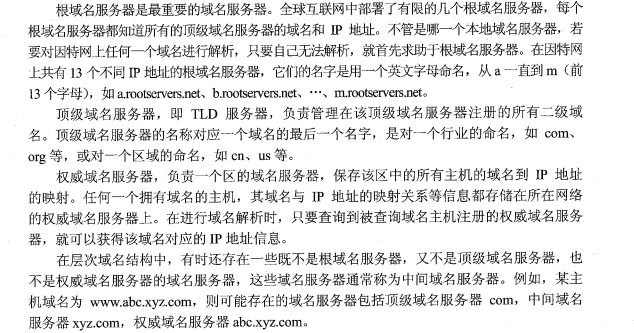 根域名服务器是最重要的域名服务器。全球互联网中部署了有限的几个根域名服务器，每个
根域名服务器都知道所有的顶级域名服务器的域名和 IP 地址。不管是哪一个本地域名服务器，若
要对因特网上任何一个域名进行解析，只要自己无法解析，就首先求助于根域名服务器。在因特网
上共有 13 个不同 IP 地址的根域名服务器，它们的名字是用一个英文字母命名，从 a 一直到 m（前
13 个字母），如 a.rootservers.net、b.rootservers.net、…、m.rootservers.net。
顶级域名服务器，即 TLD 服务器，负责管理在该顶级域名服务器注册的所有二级域
名。顶级域名服务器的名称对应一个域名的最后一个名字，是对一个行业的命名，如 com、
org 等，或对一个区域的命名，如 cn、us 等。
权威域名服务器，负责一个区的域名服务器，保存该区中的所有主机的域名到 IP 地址
的映射。任何一个拥有域名的主机，其域名与 IP 地址的映射关系等信息都存储在所在网络
的权威域名服务器上。在进行域名解析时，只要查询到被查询域名主机注册的权威域名服务
器，就可以获得该域名对应的 IP 地址信息。
在层次域名结构中，有时还存在一些既不是根域名服务器，又不是顶级域名服务器，也
不是权威域名服务器的域名服务器，这些域名服务器通常称为中间域名服务器。例如，某主
机域名为 www.abc.xyz.com，则可能存在的域名服务器包括顶级域名服务器 com，中间域名
服务器 xyz.com，权威域名服务器 abc.xyz.com。